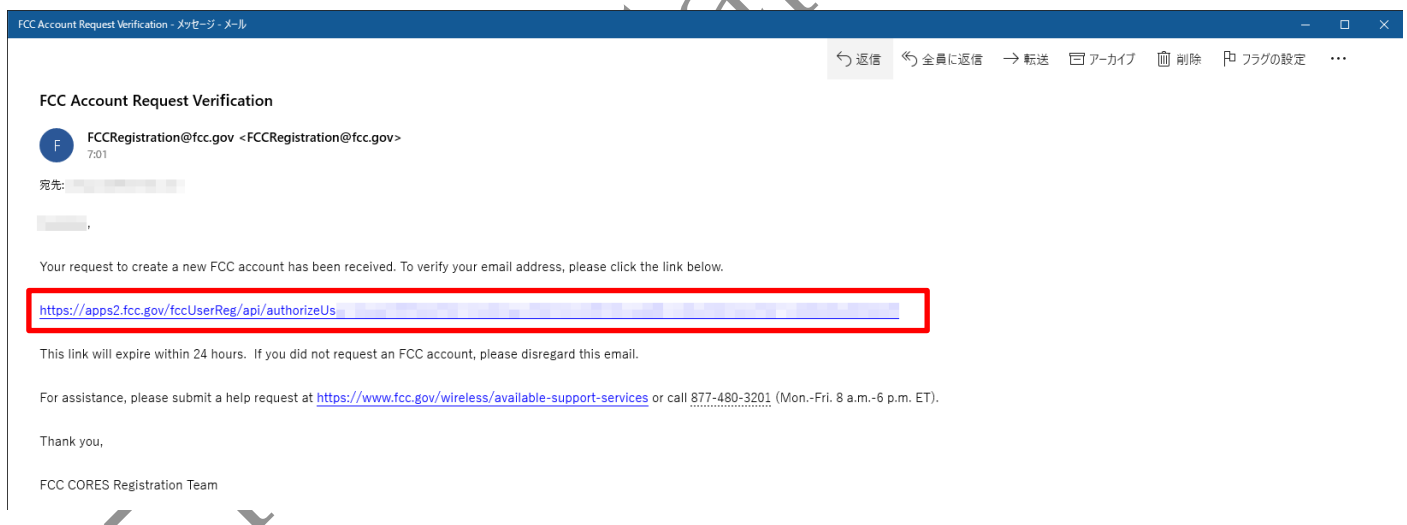 FCC Account Request Verification - メッセージ - メール
返信 全員に返信 転送 アーカイブ 削除 フラグの設定 ...
FCC Account Request Verification
F
FCCRegistration@fcc.gov <FCCRegistration@fcc.gov>
7:01
宛先:
,
Your request to create a new FCC account has been received. To verify your email address, please click the link below.
https://apps2.fcc.gov/fccUserReg/api/authorizeUs
This link will expire within 24 hours.  If you did not request an FCC account, please disregard this email.
For assistance, please submit a help request at https://www.fcc.gov/wireless/available-support-services or call 877-480-3201 (Mon.-Fri. 8 a.m.-6 p.m. ET).
Thank you,
FCC CORES Registration Team